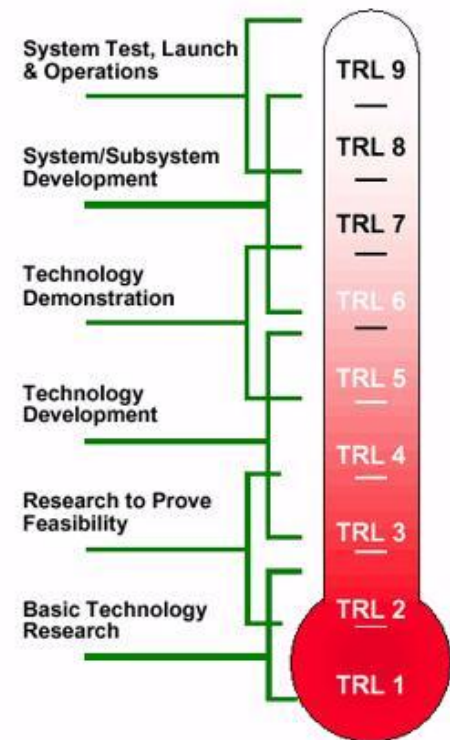 System Test, Launch
& Operations
System/Subsystem
Development
Technology
Demonstration
Technology
Development
Research to Prove
Feasibility
Basic Technology
Research
TRL 9
TRL 8
TRL 7
TRL 6
TRL 5
TRL 4
TRL 3
TRL 2
TRL 1